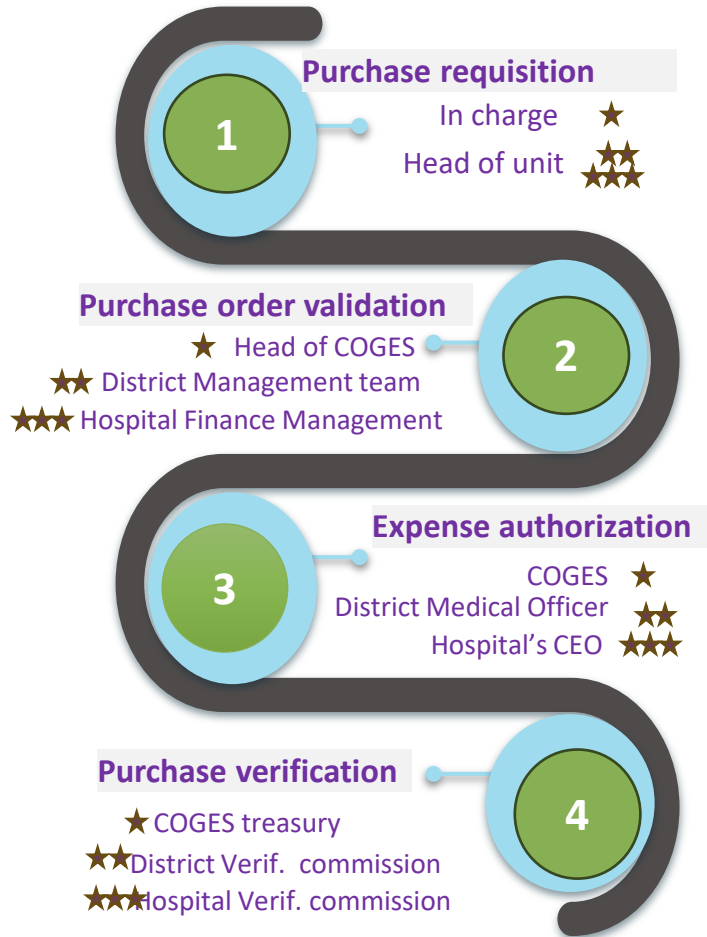 Purchase requisition
In charge
Head of unit
1
Purchase order validation
Head of COGES
District Management team
Hospital Finance Management
2
Expense authorization
COGES
District Medical Officer
Hospital's CEO
3
Purchase verification
COGES treasury
District Verif. commission
Hospital Verif. commission
4